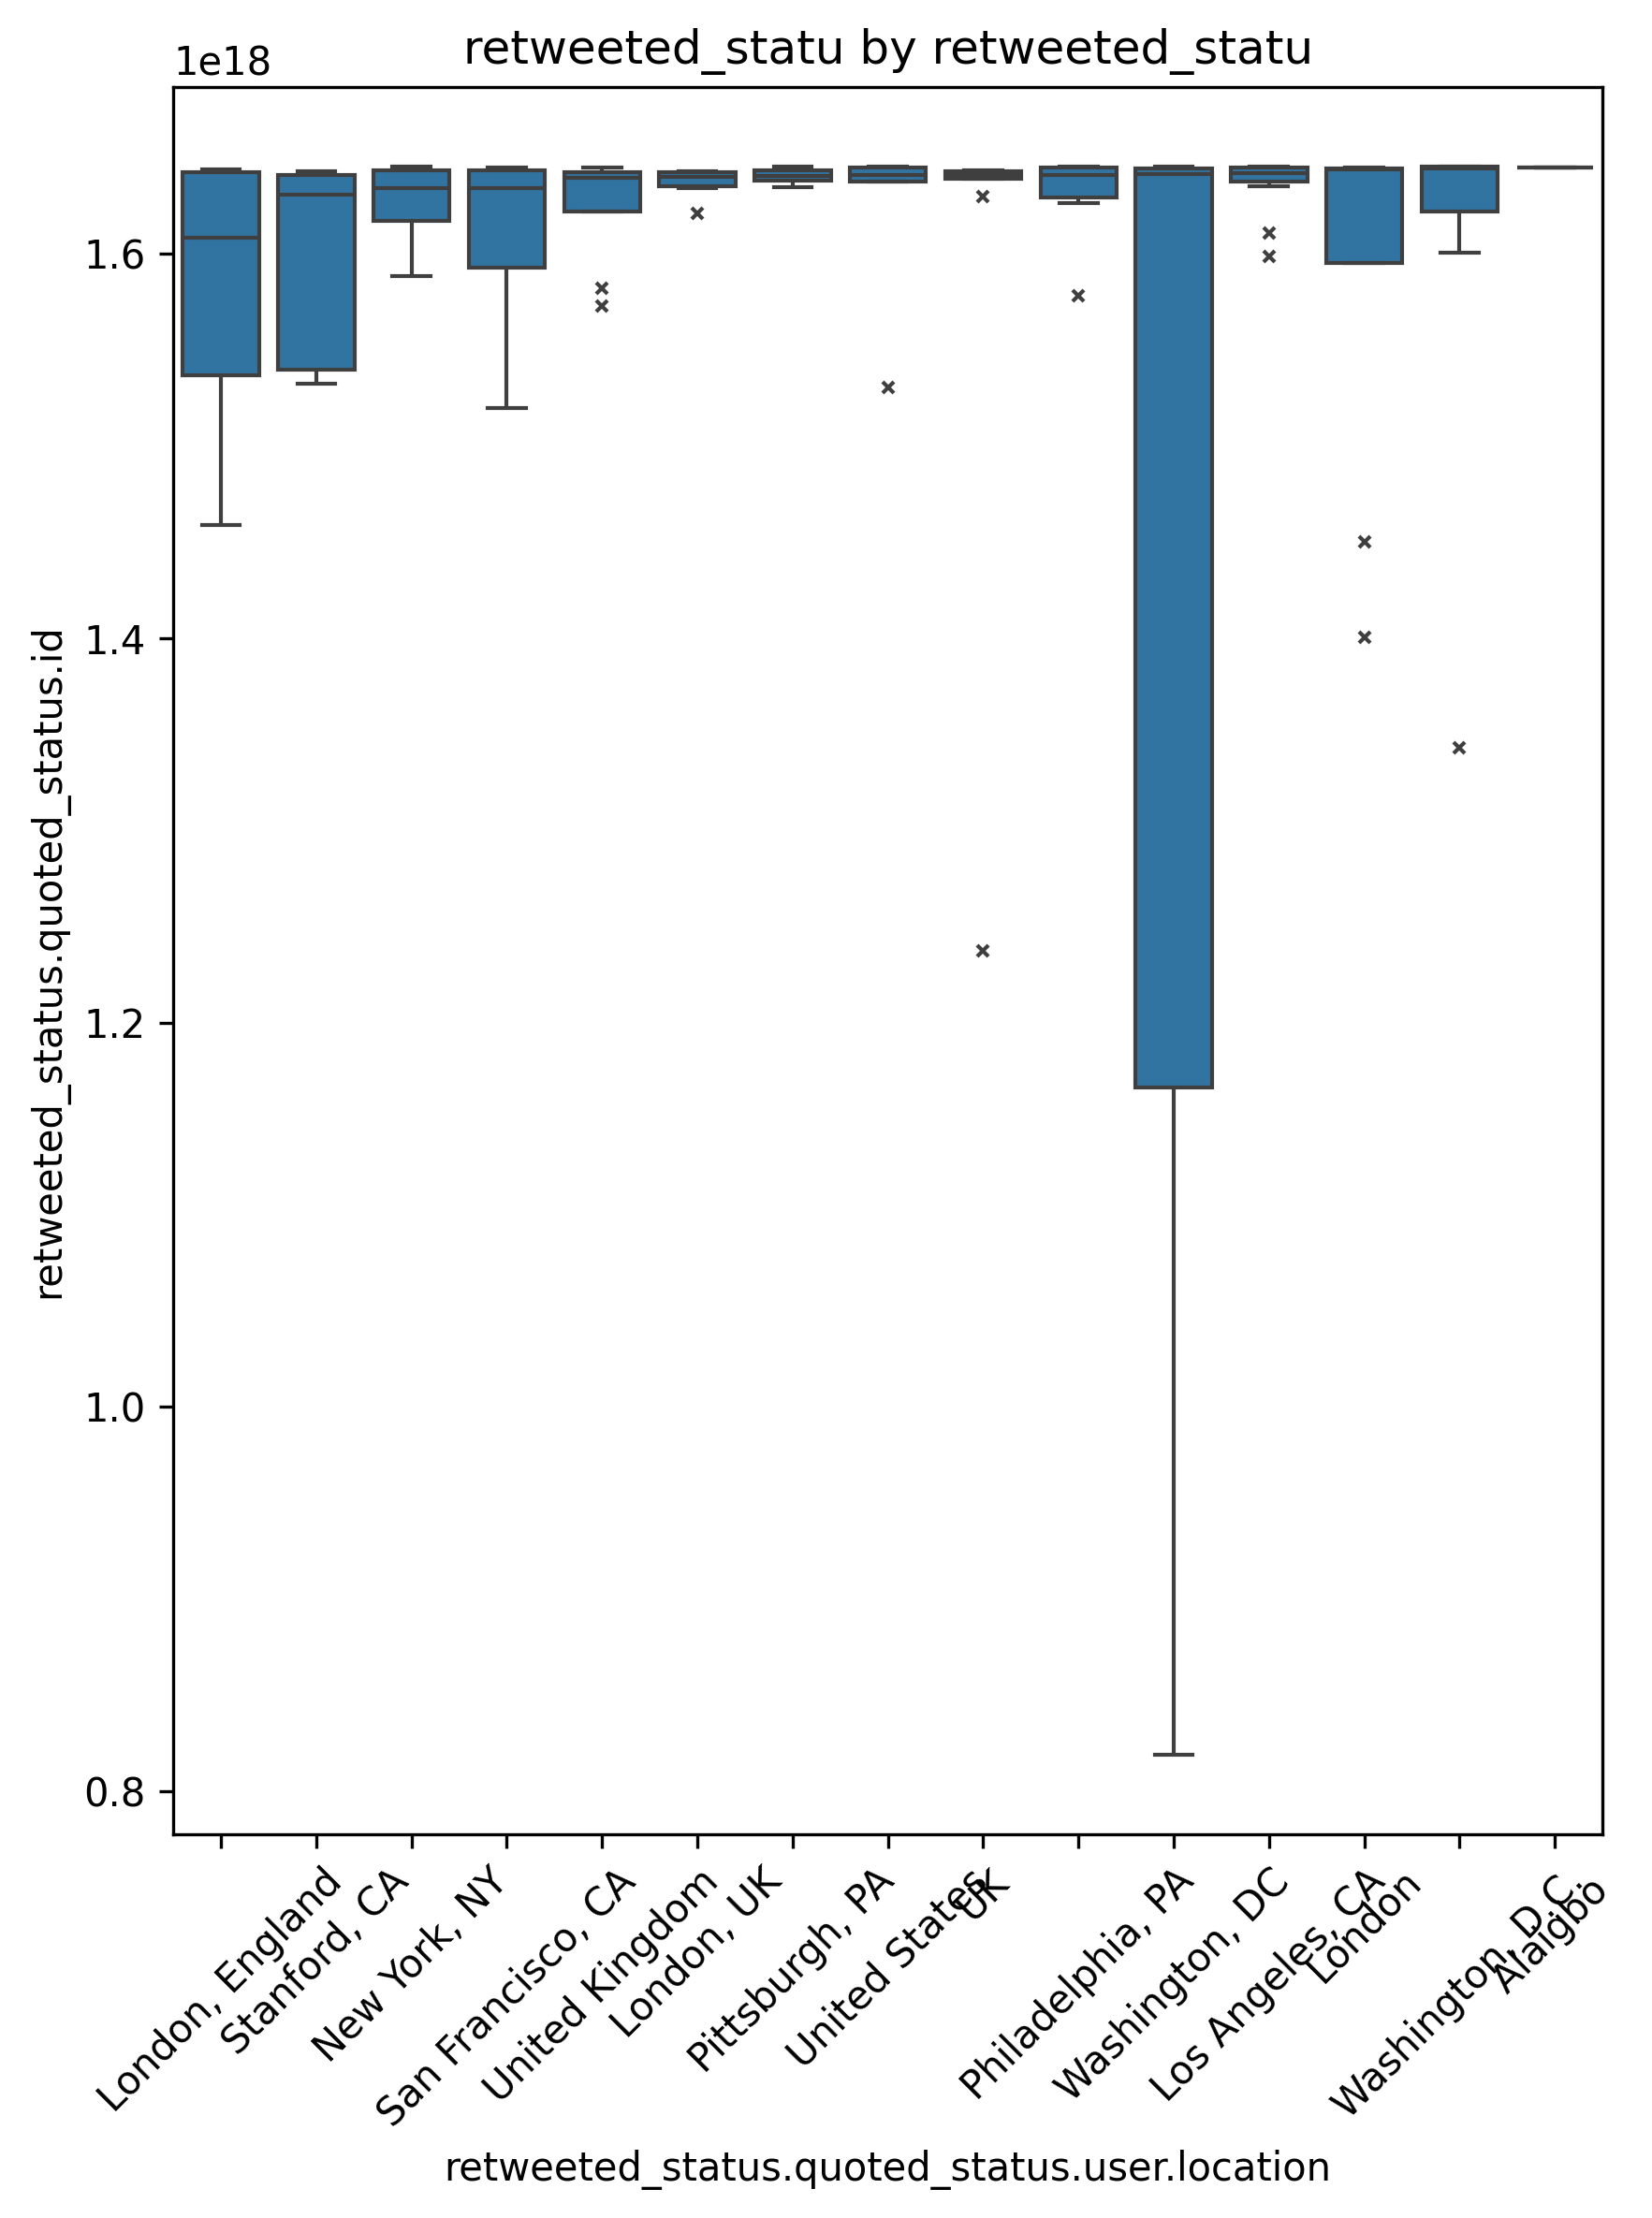 retweeted_statu by retweeted_statu
1e18
1.6
1.4
1.2
1.0
0.8
retweeted_status.quoted_status.id
London, England
Stanford, CA
New York, NY
San Francisco, CA
United Kingdom
London, UK
Pittsburgh, PA
United States
UK
Philadelphia, PA
Washington, DC
Los Angeles, CA
London
Washington, D.C.
Alaigbo
retweeted_status.quoted_status.user.location